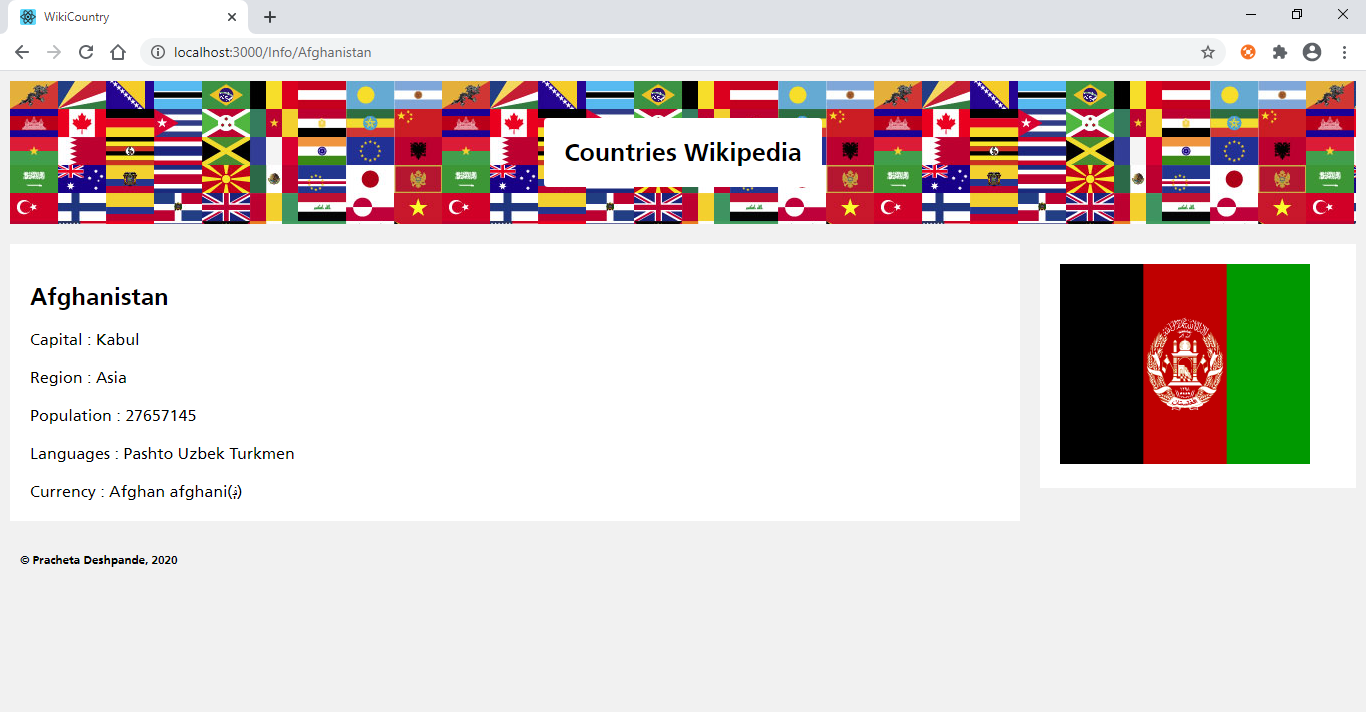 WikiCountry
localhost:3000/Info/Afghanistan
Countries Wikipedia
Afghanistan
Capital : Kabul
Region : Asia
Population : 27657145
Languages : Pashto Uzbek Turkmen
Currency : Afghan afghani(؋)
© Pracheta Deshpande, 2020